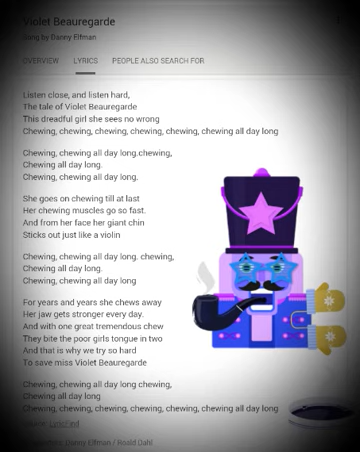 Violet Beauregarde
Song by Danny Elfman
OVERVIEW LYRICS PEOPLE ALSO SEARCH FOR
Listen close, and listen hard,
The tale of Violet Beauregarde
This dreadful girl she sees no wrong
Chewing, chewing, chewing, chewing, chewing, chewing all day long
Chewing, chewing all day long.chewing,
Chewing all day long.
Chewing, chewing all day long.
She goes on chewing till at last
Her chewing muscles go so fast.
And from her face her giant chin
Sticks out just like a violin
Chewing, chewing all day long. chewing,
Chewing all day long.
Chewing, chewing all day long
For years and years she chews away
Her jaw gets stronger every day.
And with one great tremendous chew
They bite the poor girls tongue in two
And that is why we try so hard
To save miss Violet Beauregarde
Chewing, chewing all day long chewing,
Chewing all day long
Chewing, chewing, chewing, chewing, chewing, chewing all day long
Source: LyricFind
Danny Elfman / Roald Dahl